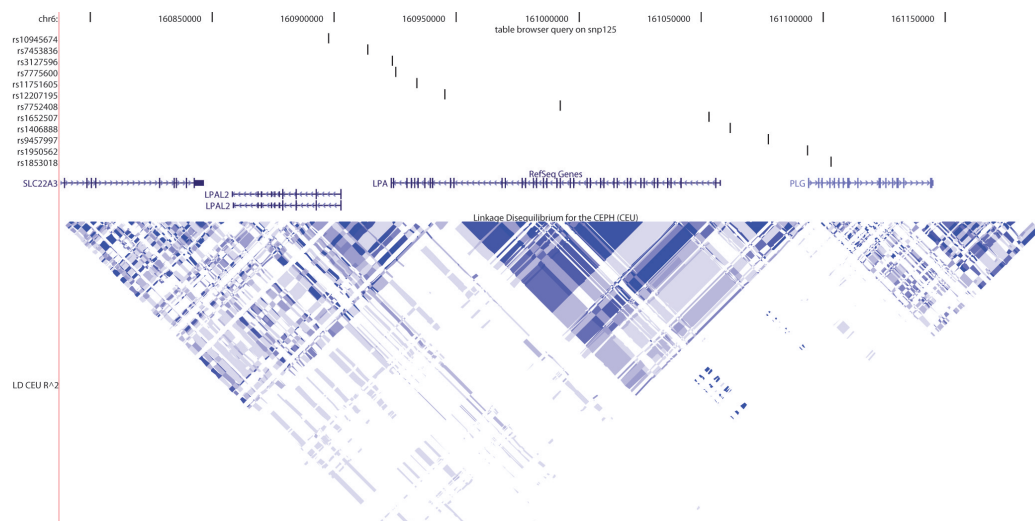 chr6: 160850000 160900000 160950000 161000000 161050000 161100000 161150000
table browser query on snp125
rs10945674
rs7453836
rs3127596
rs7775600
rs11751605
rs12207195
rs7752408
rs1652507
rs1406888
rs9457997
rs1950562
rs1853018
RefSeq Genes
SLC22A3 LPA PLG
LPAL2
LPAL2
Linkage Disequilibrium for the CEPH (CEU)
LD CEU R^2